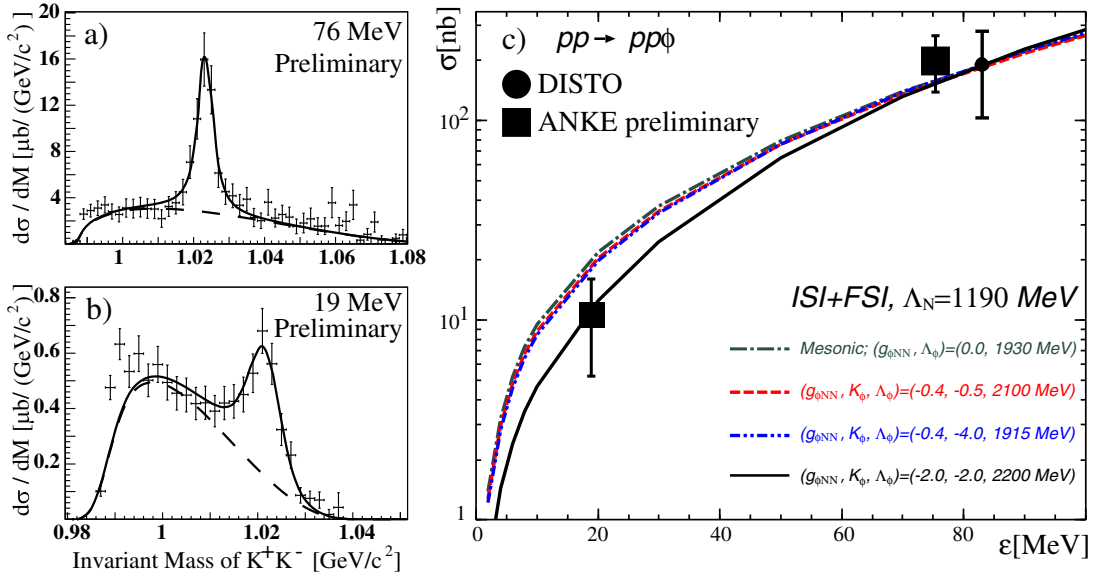 a)
76 MeV
Preliminary
dσ / dM [μb/ (GeV/c²)]
20
16
12
8
4
1
1.02
1.04
1.06
1.08
b)
19 MeV
Preliminary
dσ / dM [μb/ (GeV/c²)]
0.8
0.6
0.4
0.2
0.98
1
1.02
1.04
Invariant Mass of K⁺K⁻ [GeV/c²]
c)
pp → ppϕ
DISTO
ANKE preliminary
σ[nb]
10²
10¹
1
ISI+FSI, Λ_N=1190 MeV
Mesonic; (g_ϕNN, Λ_ϕ)=(0.0, 1930 MeV)
(g_ϕNN, K_ϕ, Λ_ϕ)=(-0.4, -0.5, 2100 MeV)
(g_ϕNN, K_ϕ, Λ_ϕ)=(-0.4, -4.0, 1915 MeV)
(g_ϕNN, K_ϕ, Λ_ϕ)=(-2.0, -2.0, 2200 MeV)
0
20
40
60
80
ε[MeV]